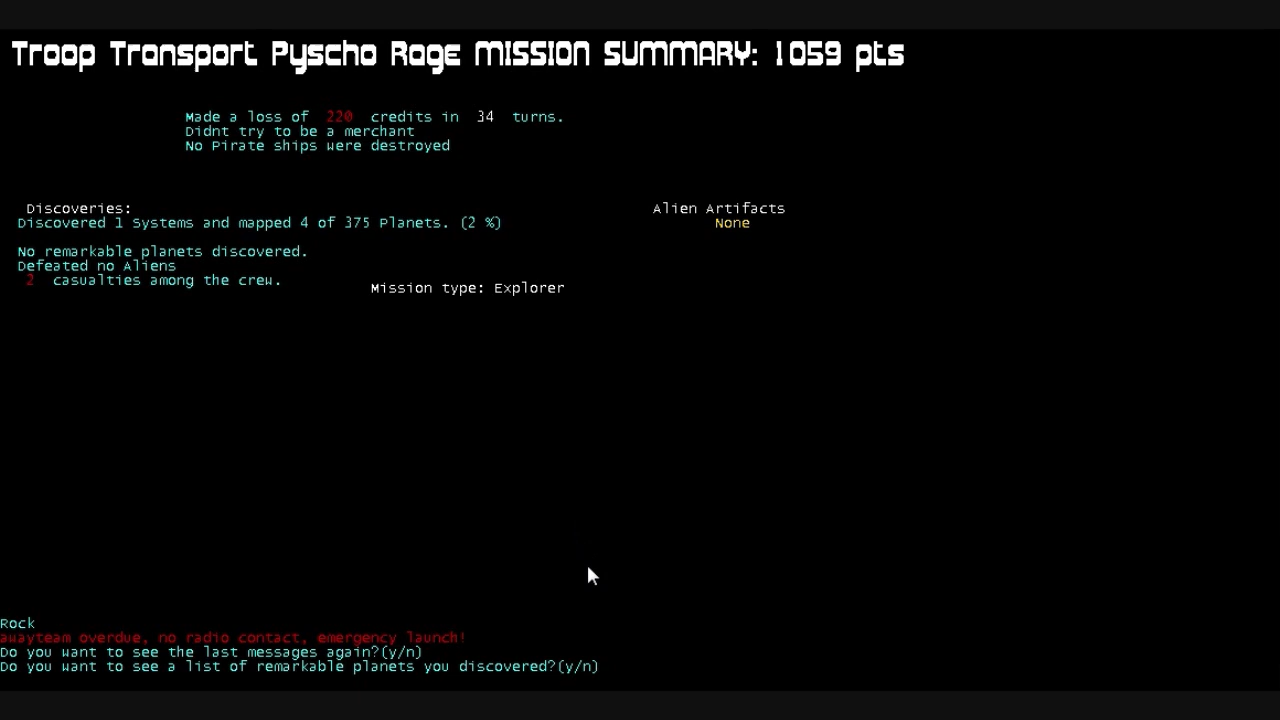 Troop Transport Pyscho Rage MISSION SUMMARY: 1059 pts
Made a loss of 220 credits in 34 turns.
Didnt try to be a merchant
No Pirate ships were destroyed
Discoveries:
Discovered 1 Systems and mapped 4 of 375 Planets. (2 %)
No remarkable planets discovered.
Defeated no Aliens
2 casualties among the crew.
Alien Artifacts
None
Mission type: Explorer
Rock
awayteam overdue, no radio contact, emergency launch!
Do you want to see the last messages again?(y/n)
Do you want to see a list of remarkable planets you discovered?(y/n)